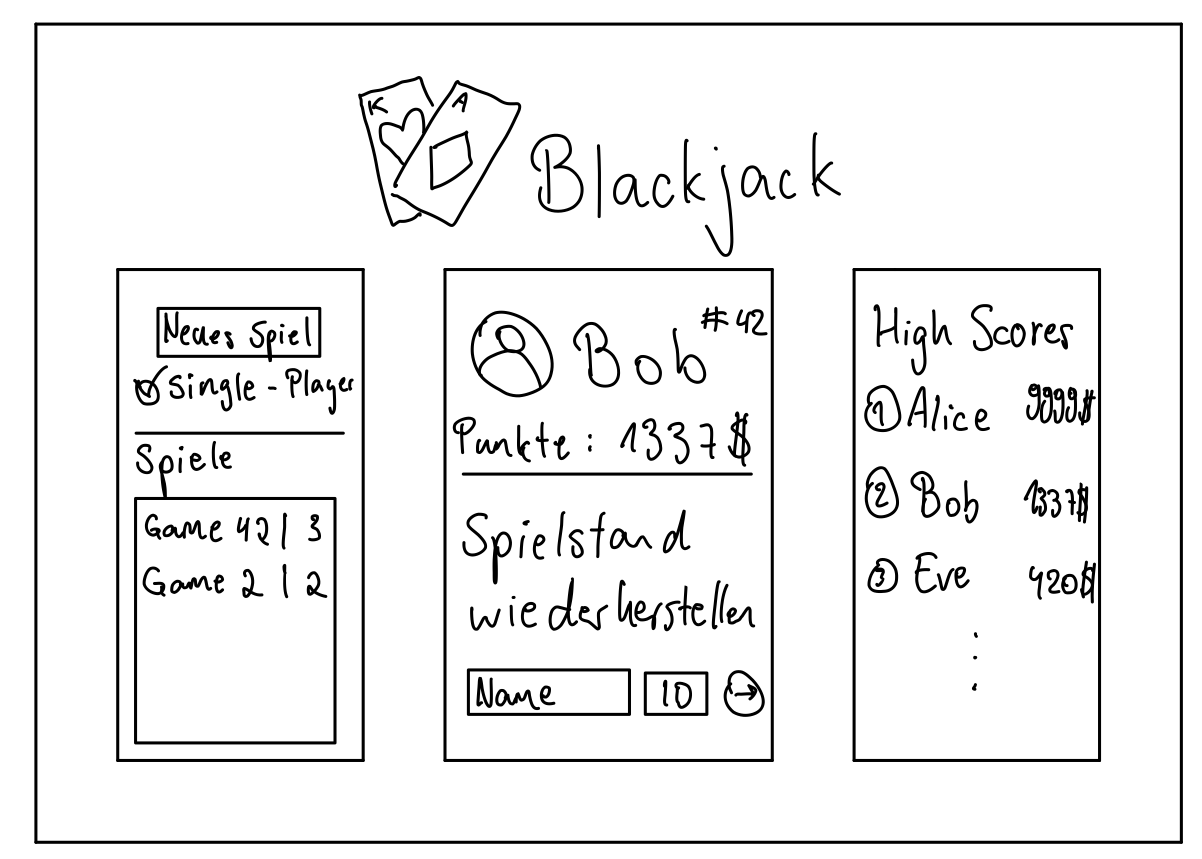 K A
Blackjack
Neues Spiel
Single-Player
Spiele
Game 42 | 3
Game 2 | 2
Bob #42
Punkte: 1337$
Spielstand
wiederherstellen
Name 10 →
High Scores
1 Alice 9999$
2 Bob 1337$
3 Eve 420$
⋮